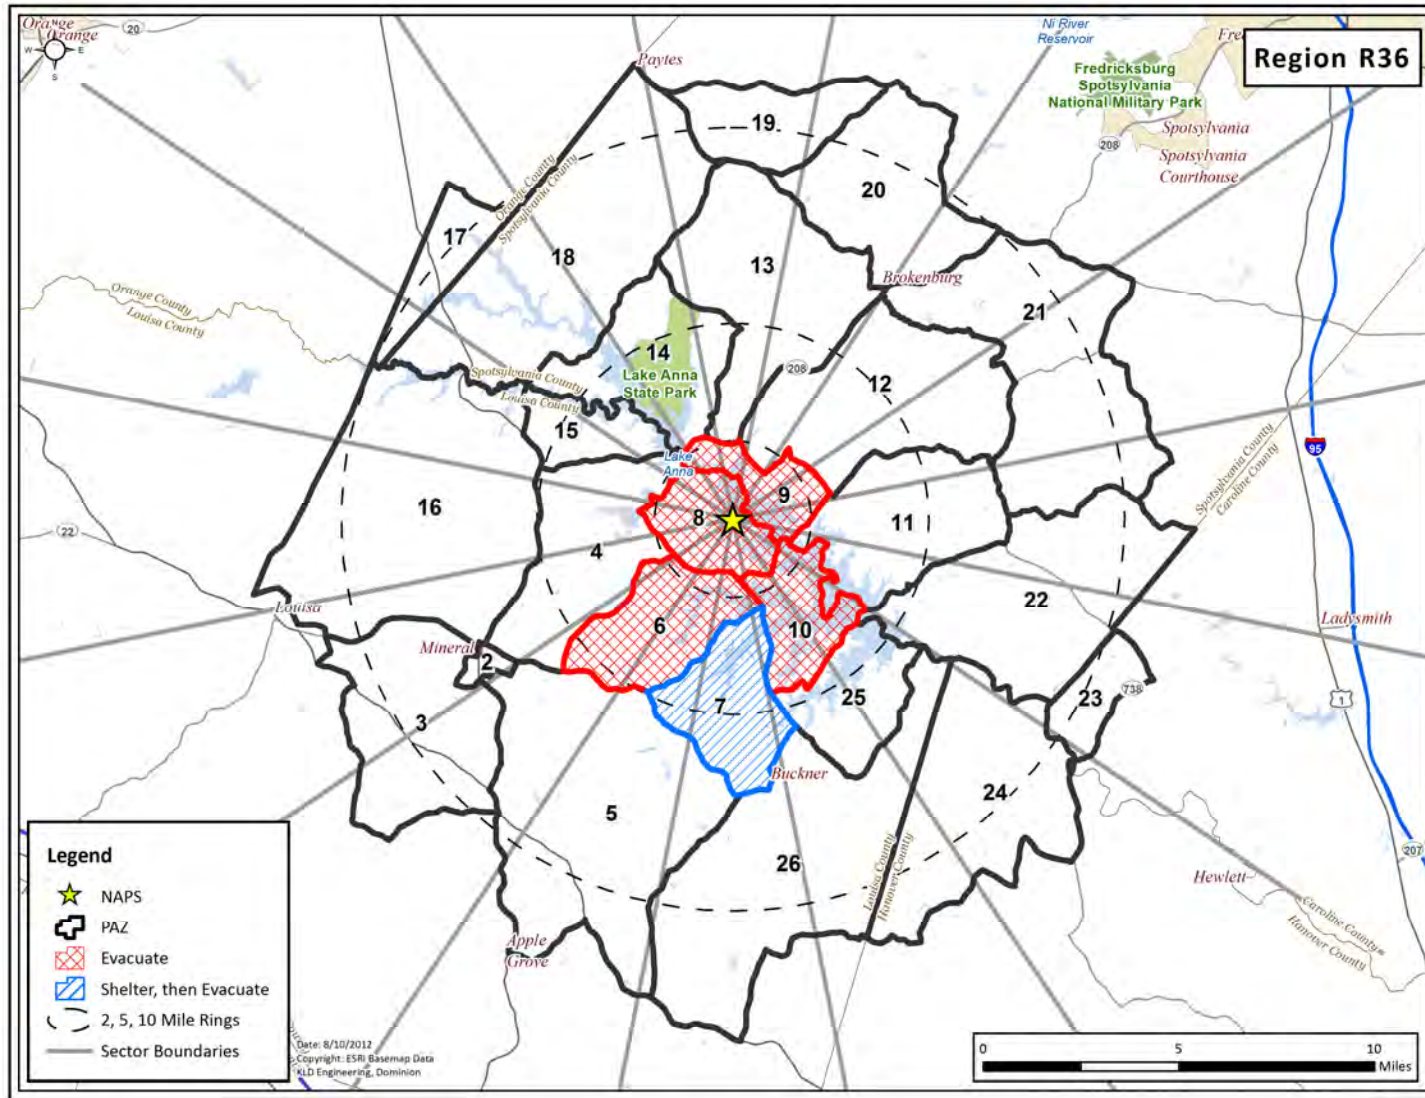 Orange
Orange
20
N
W
E
S
Ni River
Reservoir
Fre
Region R36
Paytes
Fredricksburg
Spotsylvania
National Military Park
Spotsylvania
208
Spotsylvania
Courthouse
19
20
17
Orange County
Spotsylvania County
18
13
Brokenburg
Orange County
Louisa County
21
14
Lake Anna
State Park
208
12
Spotsylvania County
Louisa County
15
Lake
Anna
95
Spotsylvania County
Caroline County
9
16
8
11
22
4
Louisa
22
Ladysmith
6
10
Mineral
2
25
23
738
1
3
7
Buckner
5
24
26
207
Louisa County
Hanover County
Hewlett
Caroline County
Hanover County
Apple
Grove
Legend
NAPS
PAZ
Evacuate
Shelter, then Evacuate
2, 5, 10 Mile Rings
Sector Boundaries
Date: 8/10/2012
Copyright: ESRI Basemap Data
KLD Engineering, Dominion
0 5 10
Miles